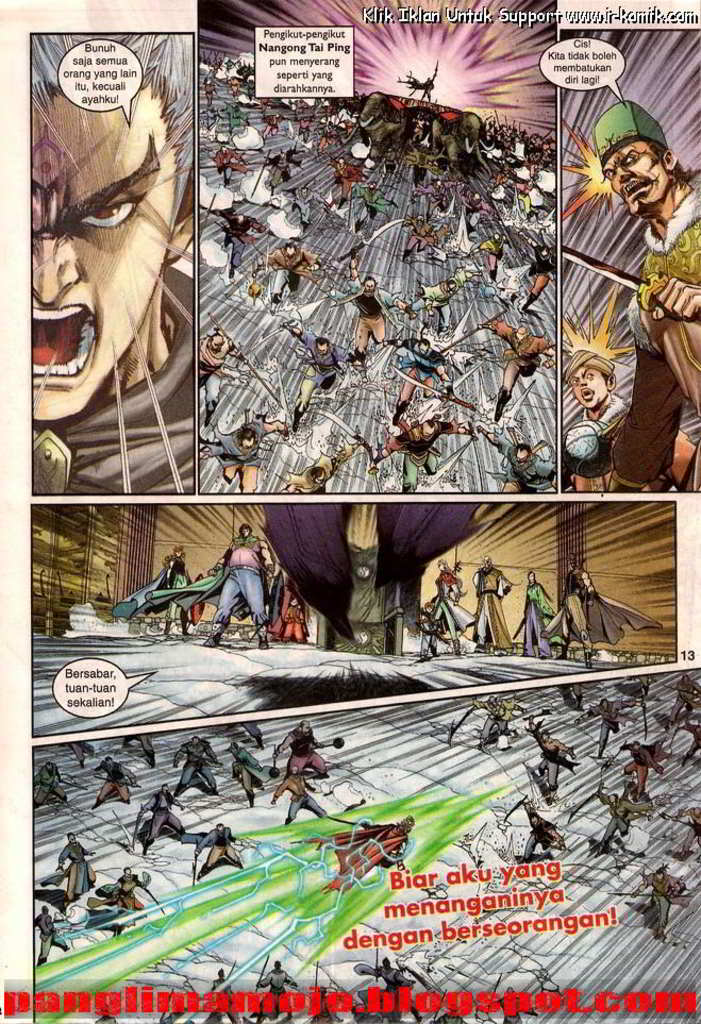 Klik Iklan Untuk Support www.r-komik.com
Bunuh
saja semua
orang yang lain
itu, kecuali
ayahku!
Pengikut-pengikut
Nangong Tai Ping
pun menyerang
seperti yang
diarahkannya.
Cis!
Kita tidak boleh
membatukan
diri lagi!
13
Bersabar,
tuan-tuan
sekalian!
Biar aku yang
menanganinya
dengan berseorangan!
panglimamoje.blogspot.com